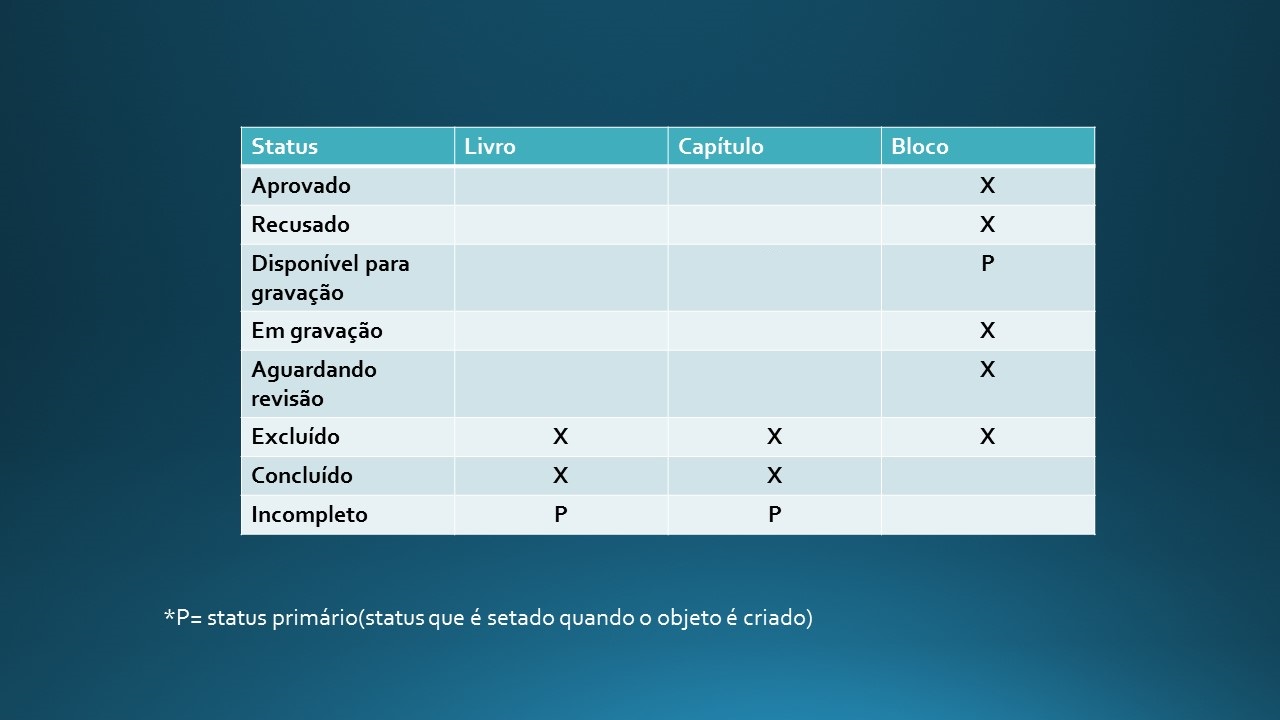 Status Livro Capítulo Bloco
Aprovado X
Recusado X
Disponível para P
gravação
Em gravação X
Aguardando X
revisão
Excluído X X X
Concluído X X
Incompleto P P
*P= status primário(status que é setado quando o objeto é criado)